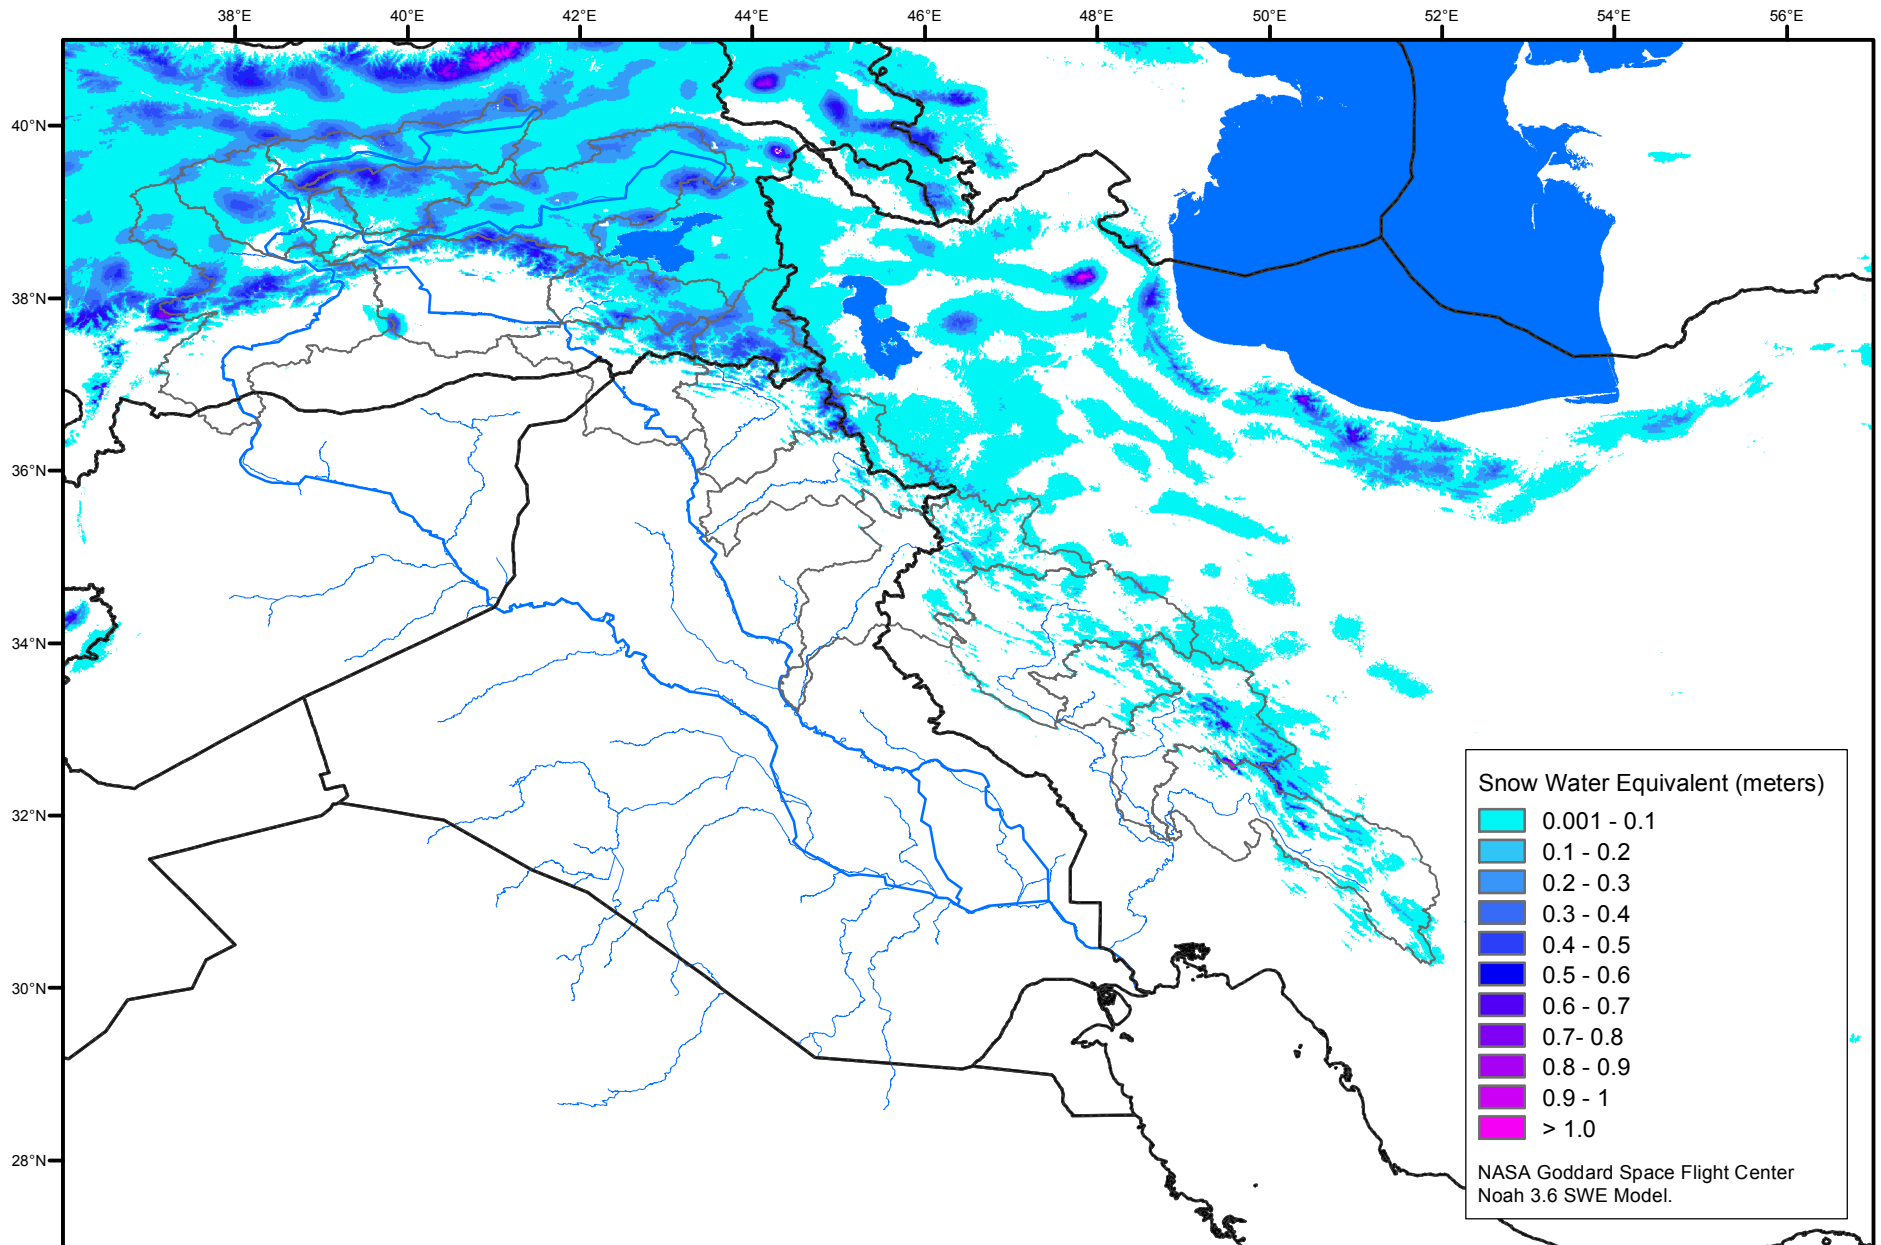 38°E 40°E 42°E 44°E 46°E 48°E 50°E 52°E 54°E 56°E
40°N
38°N
36°N
34°N
32°N
30°N
28°N
Snow Water Equivalent (meters)
0.001 - 0.1
0.1 - 0.2
0.2 - 0.3
0.3 - 0.4
0.4 - 0.5
0.5 - 0.6
0.6 - 0.7
0.7- 0.8
0.8 - 0.9
0.9 - 1
> 1.0
NASA Goddard Space Flight Center
Noah 3.6 SWE Model.